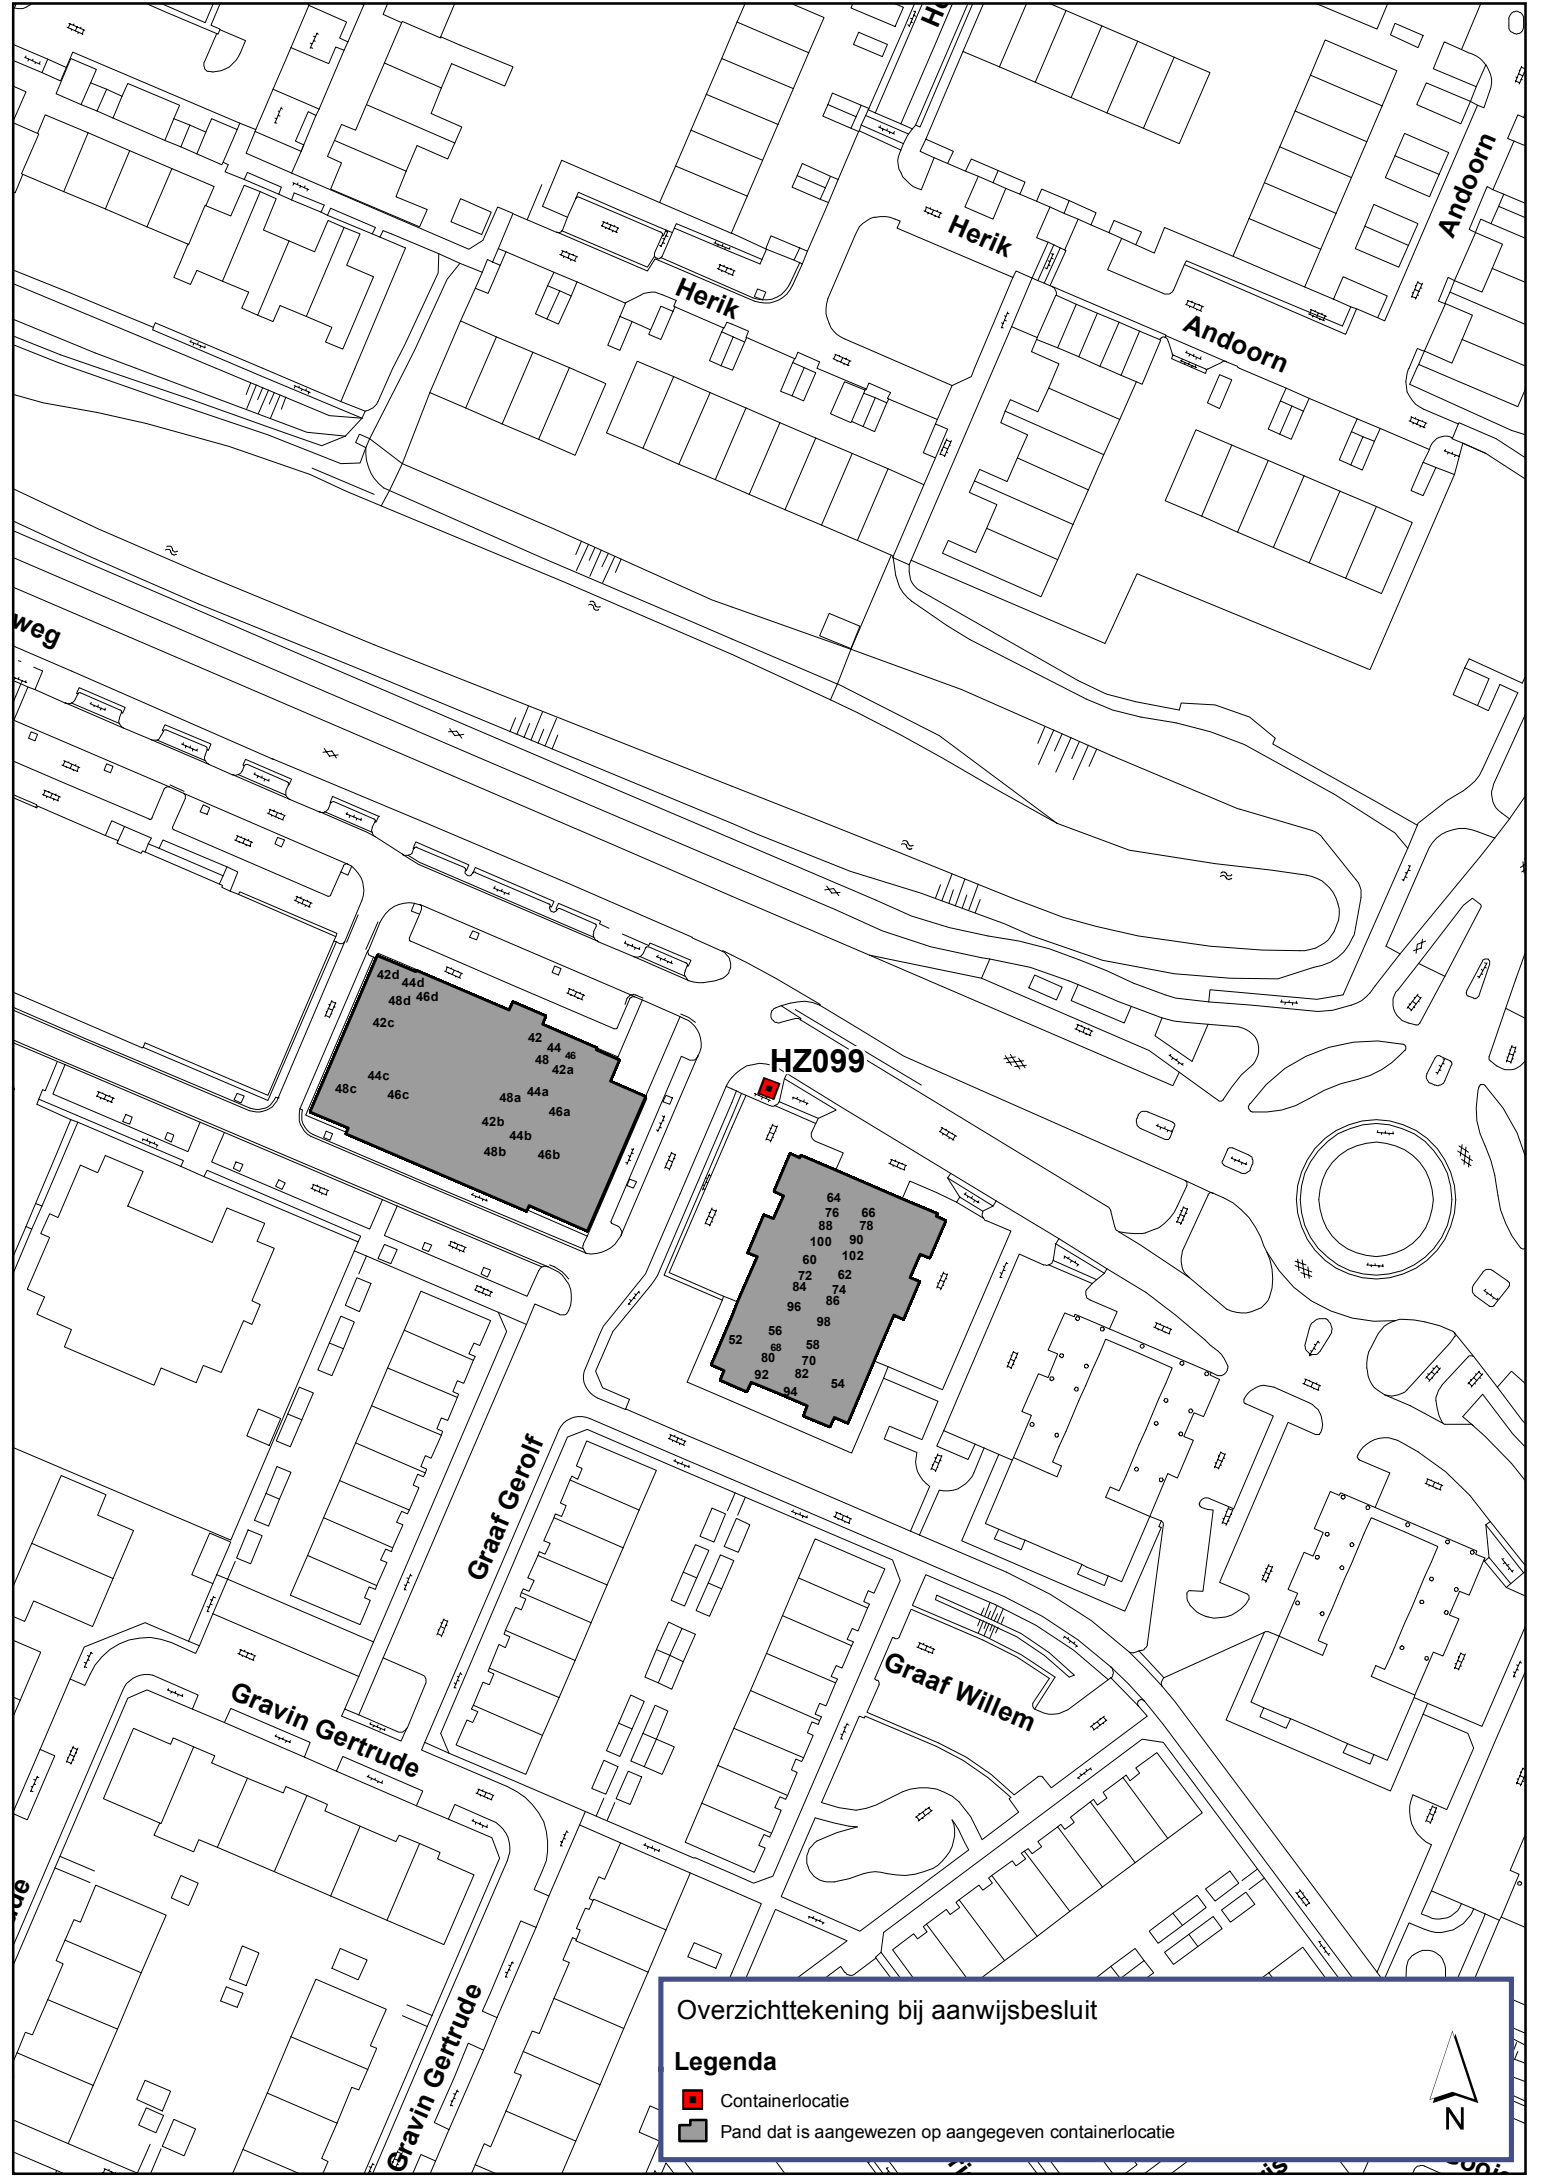 Andoorn
Herik
Herik
Andoorn
weg
42d
44d
48d
46d
42c
42
44
46
48
42a
44c
48c
46c
48a
44a
46a
42b
44b
48b
46b
HZ099
64
76
66
88
78
100
90
102
60
72
62
84
74
96
86
98
56
52
68
58
80
70
92
82
94
54
Graaf Gerolf
Graaf Willem
Gravin Gertrude
Gravin Gertrude
Overzichttekening bij aanwijsbesluit
Legenda
Containerlocatie
Pand dat is aangewezen op aangegeven containerlocatie
N